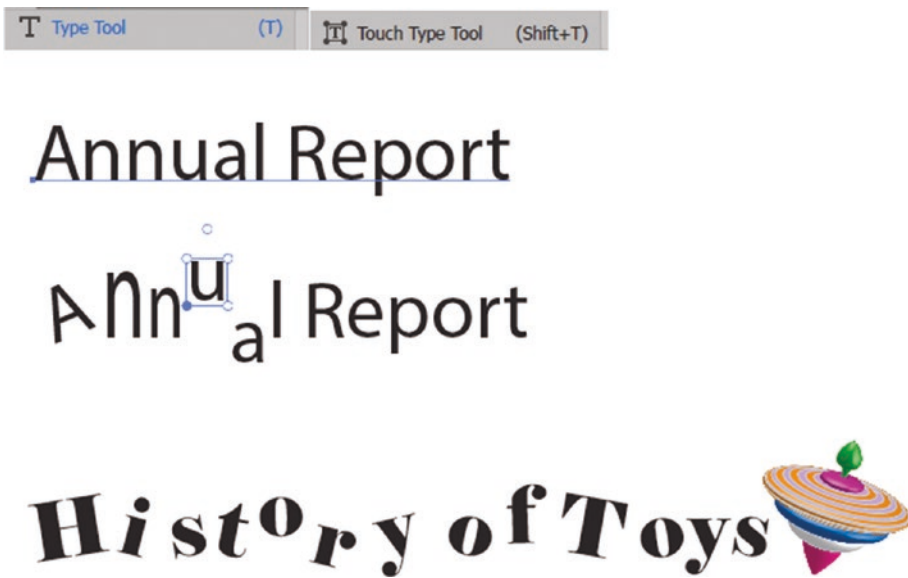 Type Tool (T) Touch Type Tool (Shift+T)
Annual Report
Annual Report
History of Toys